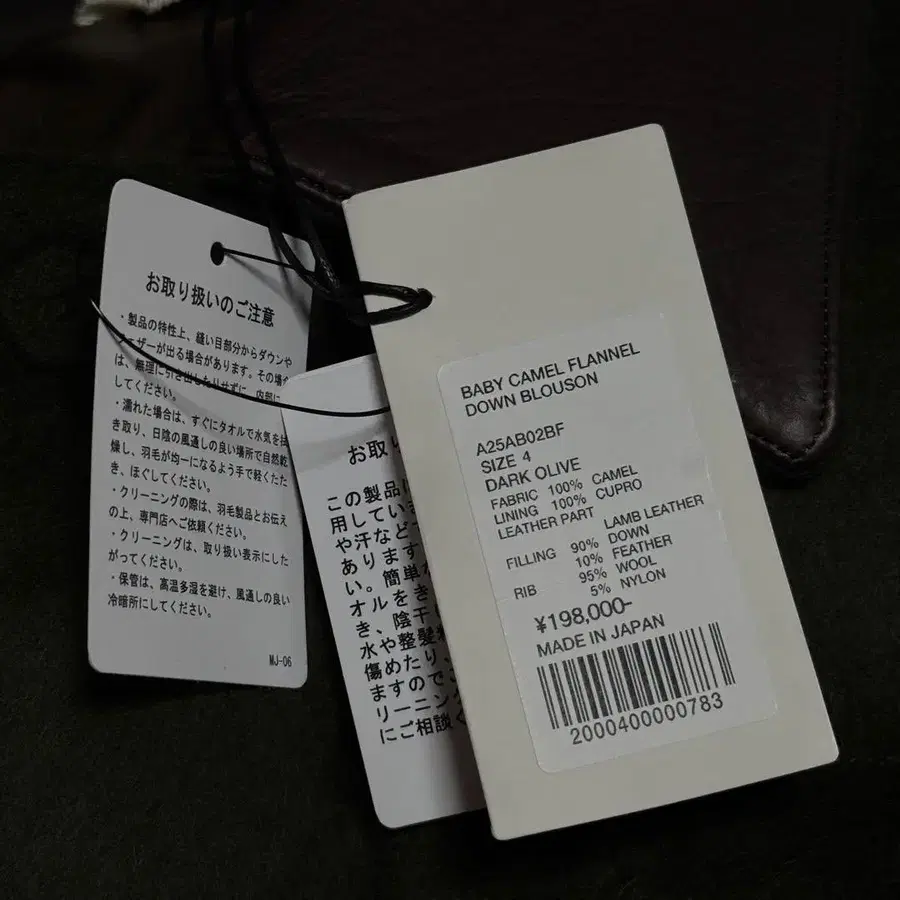 お取り扱いのご注意
・製品の特性上、縫い目部分からダウンや
ェザーが出る場合があります。その場合
は、無理に引き出したりせずに、内部に
してください。
・濡れた場合は、すぐにタオルで水気を拭
き取り、日陰の風通しの良い場所で自然乾
燥し、羽毛が均一になるよう手で軽くたた
き、ほぐしてください。
・クリーニングの際は、羽毛製品とお伝え
の上、専門店へご依頼ください。
・クリーニングは、取り扱い表示にした
がってください。
・保管は、高温多湿を避け、風通しの良い
冷暗所にしてください。
MJ-06
お取り
この製品に
用していま
や汗など
あり
い。簡単な
オルをき
き、陰干し
水や整髪
傷めたり、
ますのでご
リーニング
にご相談く
BABY CAMEL FLANNEL
DOWN BLOUSON
A25AB02BF
SIZE 4
DARK OLIVE
FABRIC 100% CAMEL
LINING 100% CUPRO
LEATHER PART
LAMB LEATHER
FILLING 90% DOWN
10% FEATHER
RIB 95% WOOL
5% NYLON
¥198,000-
MADE IN JAPAN
2000400000783